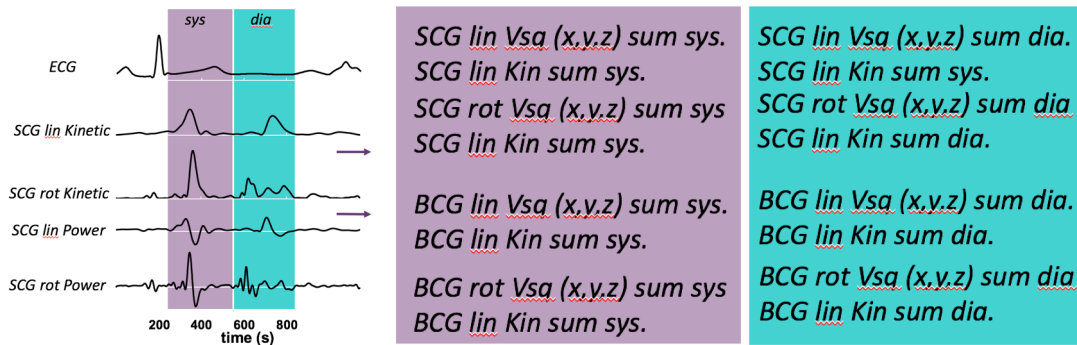 sys
dia
ECG
SCG lin Kinetic
SCG rot Kinetic
SCG lin Power
SCG rot Power
200 400 600 800
time (s)
SCG lin Vsq (x,y.z) sum sys.
SCG lin Kin sum sys.
SCG rot Vsq (x,y.z) sum sys
SCG lin Kin sum sys.
BCG lin Vsq (x,y.z) sum sys.
BCG lin Kin sum sys.
BCG rot Vsq (x,y.z) sum sys
BCG lin Kin sum sys.
SCG lin Vsq (x,y.z) sum dia.
SCG lin Kin sum sys.
SCG rot Vsq (x,y.z) sum dia
SCG lin Kin sum dia.
BCG lin Vsq (x,y.z) sum dia.
BCG lin Kin sum dia.
BCG rot Vsq (x,y.z) sum dia
BCG lin Kin sum dia.